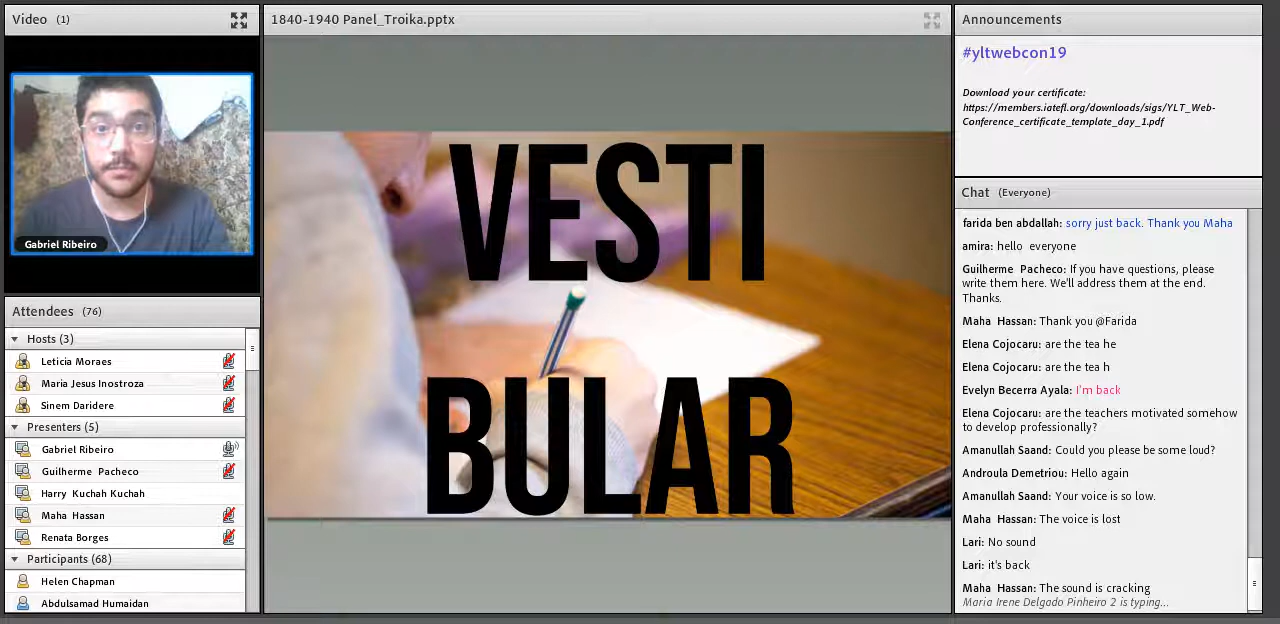 Video (1)
Gabriel Ribeiro
Attendees (76)
Hosts (3)
Leticia Moraes
Maria Jesus Inostroza
Sinem Daridere
Presenters (5)
Gabriel Ribeiro
Guilherme Pacheco
Harry Kuchah Kuchah
Maha Hassan
Renata Borges
Participants (68)
Helen Chapman
Abdulsamad Humaidan
1840-1940 Panel_Troika.pptx
VESTI
BULAR
Announcements
#yltwebcon19
Download your certificate:
https://members.iatefl.org/downloads/sigs/YLT_Web-
Conference_certificate_template_day_1.pdf
Chat (Everyone)
farida ben abdallah: sorry just back. Thank you Maha
amira: hello everyone
Guilherme Pacheco: If you have questions, please
write them here. We'll address them at the end.
Thanks.
Maha Hassan: Thank you @Farida
Elena Cojocaru: are the tea he
Elena Cojocaru: are the tea h
Evelyn Becerra Ayala: I'm back
Elena Cojocaru: are the teachers motivated somehow
to develop professionally?
Amanullah Saand: Could you please be some loud?
Androula Demetriou: Hello again
Amanullah Saand: Your voice is so low.
Maha Hassan: The voice is lost
Lari: No sound
Lari: it's back
Maha Hassan: The sound is cracking
Maria Irene Delgado Pinheiro 2 is typing...